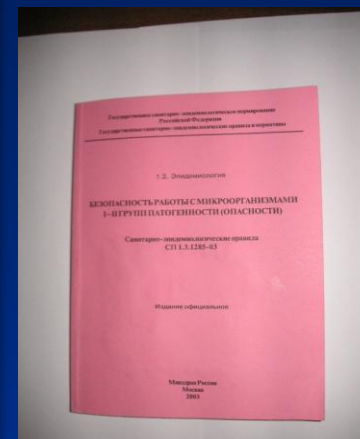 Государственное санитарно-эпидемиологическое нормирование
Российской Федерации
Государственные санитарно-эпидемиологические правила и нормативы
1.3. Эпидемиология
БЕЗОПАСНОСТЬ РАБОТЫ С МИКРООРГАНИЗМАМИ
I–II ГРУПП ПАТОГЕННОСТИ (ОПАСНОСТИ)
Санитарно-эпидемиологические правила
СП 1.3.1285-03
Издание официальное
Минздрав России
Москва
2003